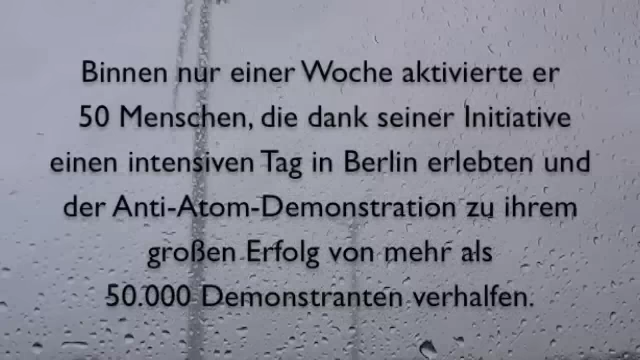 Binnen nur einer Woche aktivierte er
50 Menschen, die dank seiner Initiative
einen intensiven Tag in Berlin erlebten und
der Anti-Atom-Demonstration zu ihrem
großen Erfolg von mehr als
50.000 Demonstranten verhalfen.